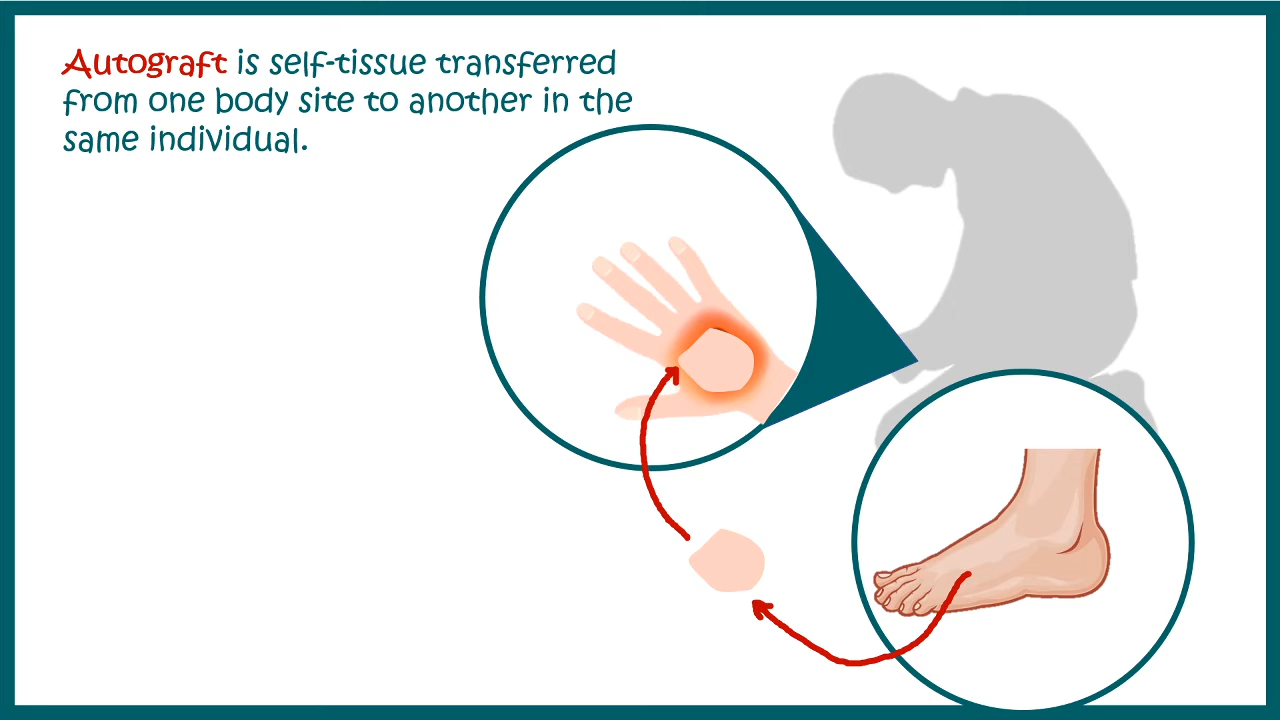 Autograft is self-tissue transferred
from one body site to another in the
same individual.